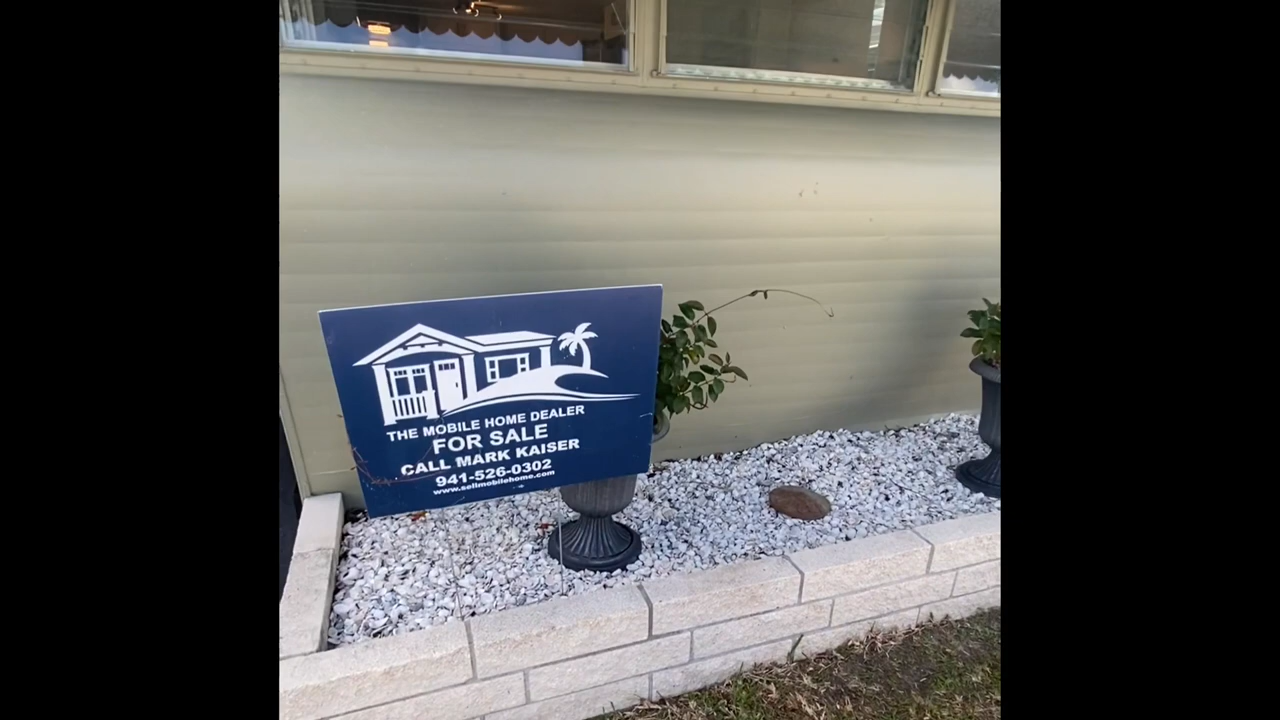 THE MOBILE HOME DEALER
FOR SALE
CALL MARK KAISER
941-526-0302
www.sellmobilehome.com